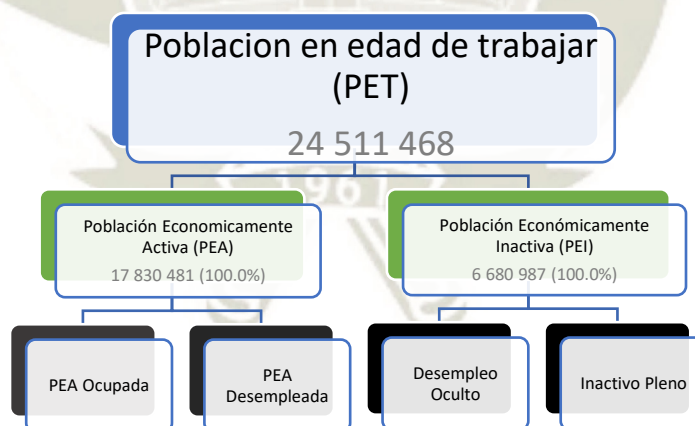 Poblacion en edad de trabajar
(PET)
24 511 468
1961
Población Economicamente
Activa (PEA)
17 830 481 (100.0%)
Población Económicamente
Inactiva (PEI)
6 680 987 (100.0%)
PEA Ocupada
PEA
Desempleada
Desempleo
Oculto
Inactivo Pleno